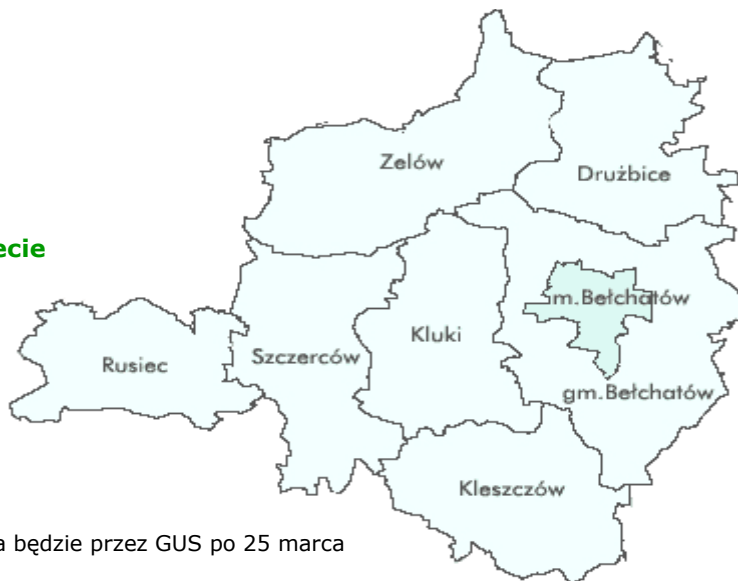 Zelów
Drużbice
ecie
m.Bełchatów
Kluki
Szczerców
Rusiec
gm.Bełchatów
Kleszczów
a będzie przez GUS po 25 marca